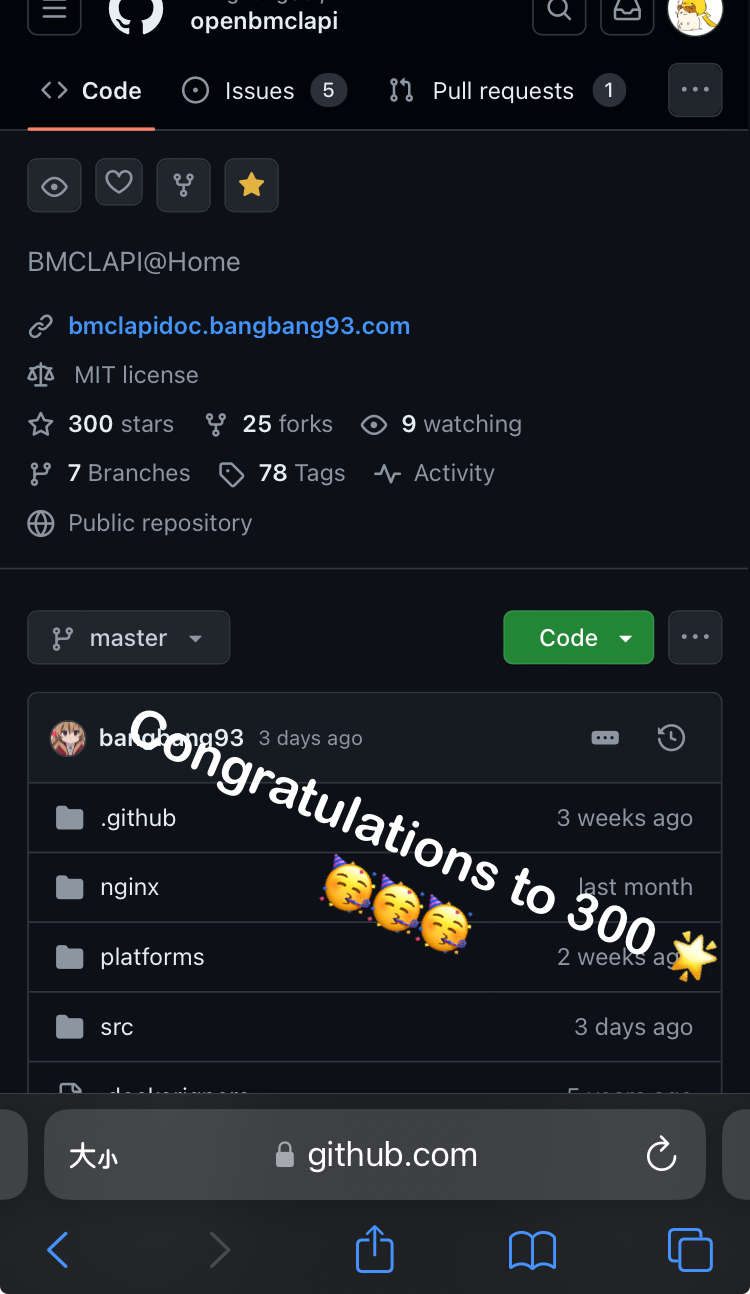 openbmclapi
Code Issues 5 Pull requests 1
BMCLAPI@Home
bmclapidoc.bangbang93.com
MIT license
300 stars 25 forks 9 watching
7 Branches 78 Tags Activity
Public repository
master Code
bangbang93 3 days ago
.github 3 weeks ago
nginx last month
platforms 2 weeks ago
src 3 days ago
Congratulations to 300 🌟
🥳🥳🥳
大小 github.com